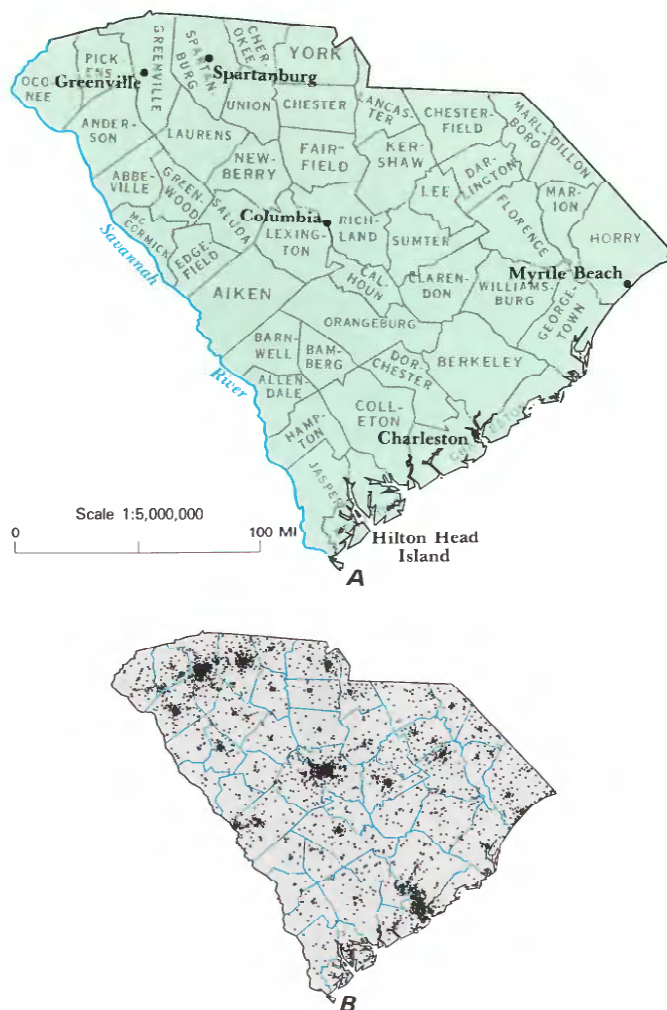 YORK
CHER-
OKEE
SPARTAN-
BURG
GREENVILLE
PICK-
ENS
OCO-
NEE
Greenville
Spartanburg
UNION
CHESTER
LANCAS-
TER
CHESTER-
FIELD
MARL-
BORO
DILLON
ANDER-
SON
LAURENS
NEW-
BERRY
FAIR-
FIELD
KER-
SHAW
LEE
DAR-
LINGTON
MAR-
ION
FLORENCE
HORRY
ABBE-
VILLE
GREEN-
WOOD
SALUDA
Columbia
LEXING-
TON
RICH-
LAND
SUMTER
MC
CORMICK
EDGE-
FIELD
Savannah
AIKEN
CAL-
HOUN
CLAREN-
DON
WILLIAMS-
BURG
Myrtle Beach
GEORGE-
TOWN
ORANGEBURG
BARN-
WELL
BAM-
BERG
DOR-
CHESTER
BERKELEY
River
ALLEN-
DALE
COLL-
ETON
HAMP-
TON
Charleston
CHARLESTON
JASPER
Scale 1:5,000,000
0 100 MI
Hilton Head
Island
A
B